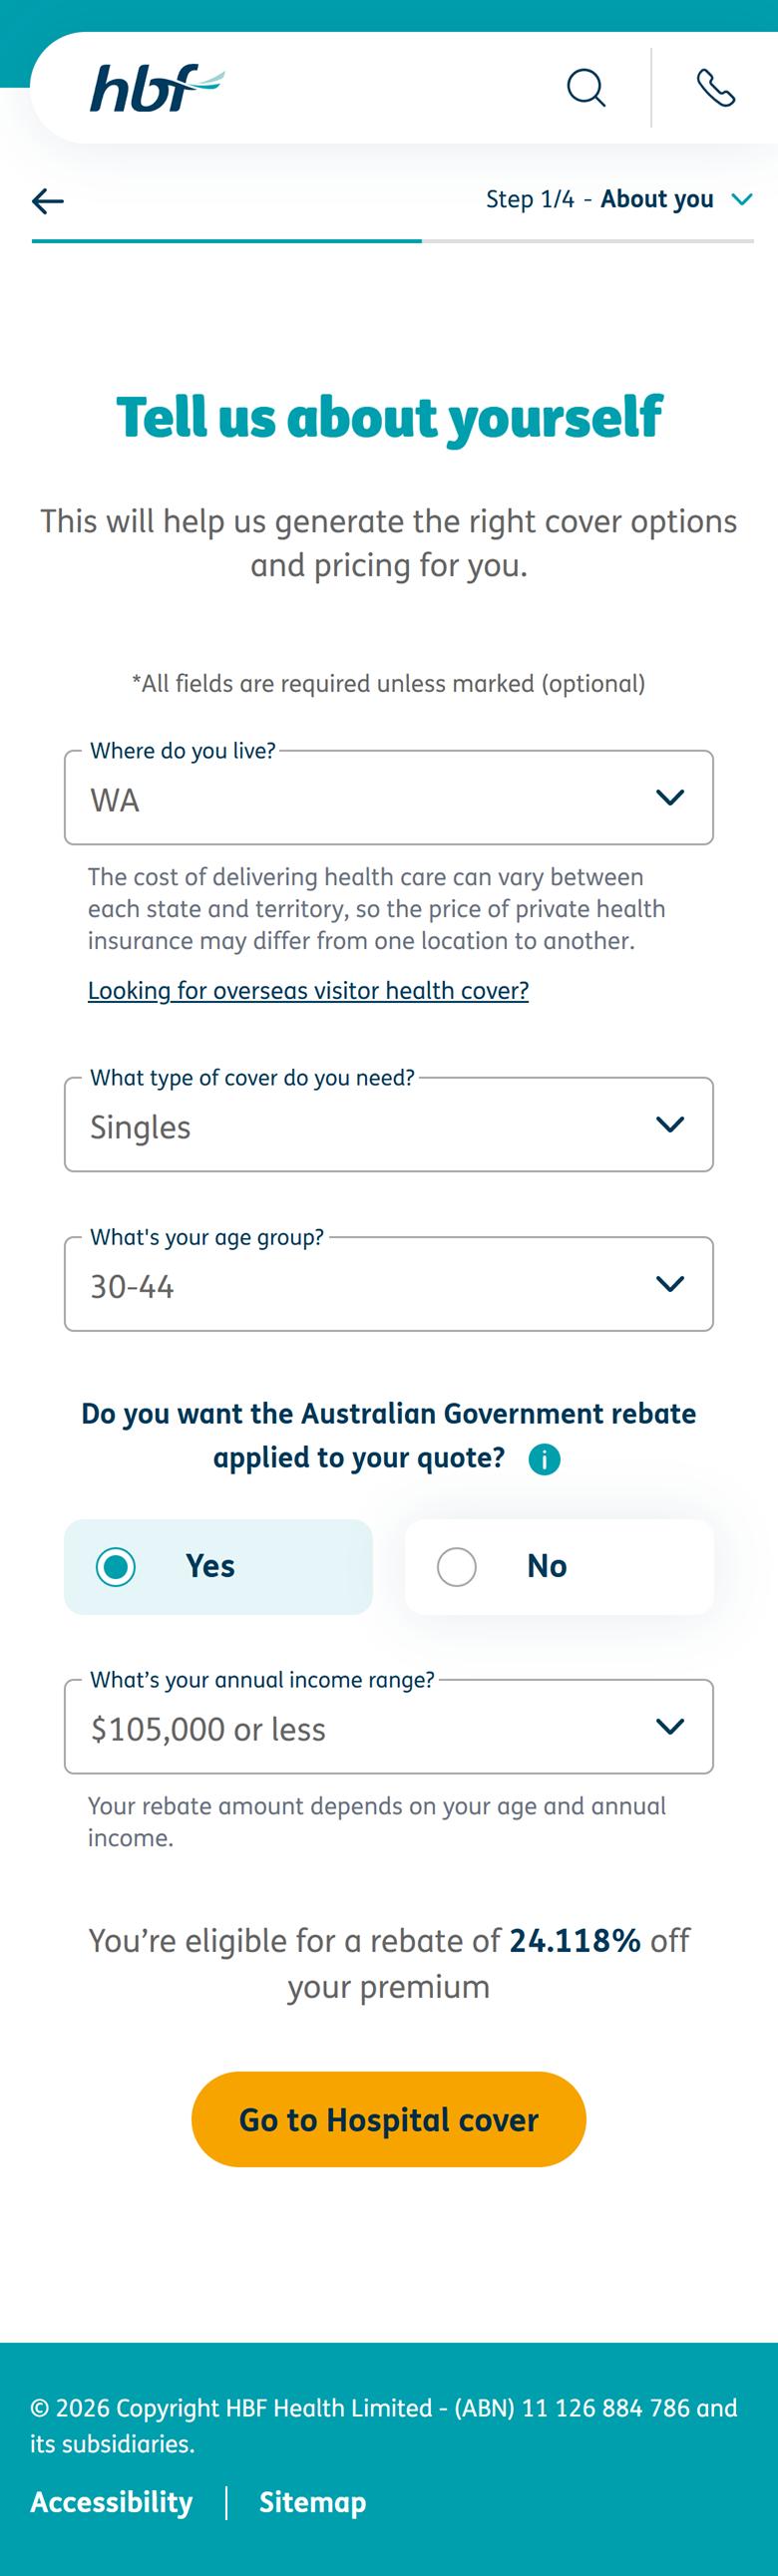 hbf
Step 1/4 - About you
Tell us about yourself
This will help us generate the right cover options
and pricing for you.
*All fields are required unless marked (optional)
Where do you live?
WA
The cost of delivering health care can vary between
each state and territory, so the price of private health
insurance may differ from one location to another.
Looking for overseas visitor health cover?
What type of cover do you need?
Singles
What's your age group?
30-44
Do you want the Australian Government rebate
applied to your quote? i
Yes No
What’s your annual income range?
$105,000 or less
Your rebate amount depends on your age and annual
income.
You’re eligible for a rebate of 24.118% off
your premium
Go to Hospital cover
© 2026 Copyright HBF Health Limited - (ABN) 11 126 884 786 and
its subsidiaries.
Accessibility | Sitemap